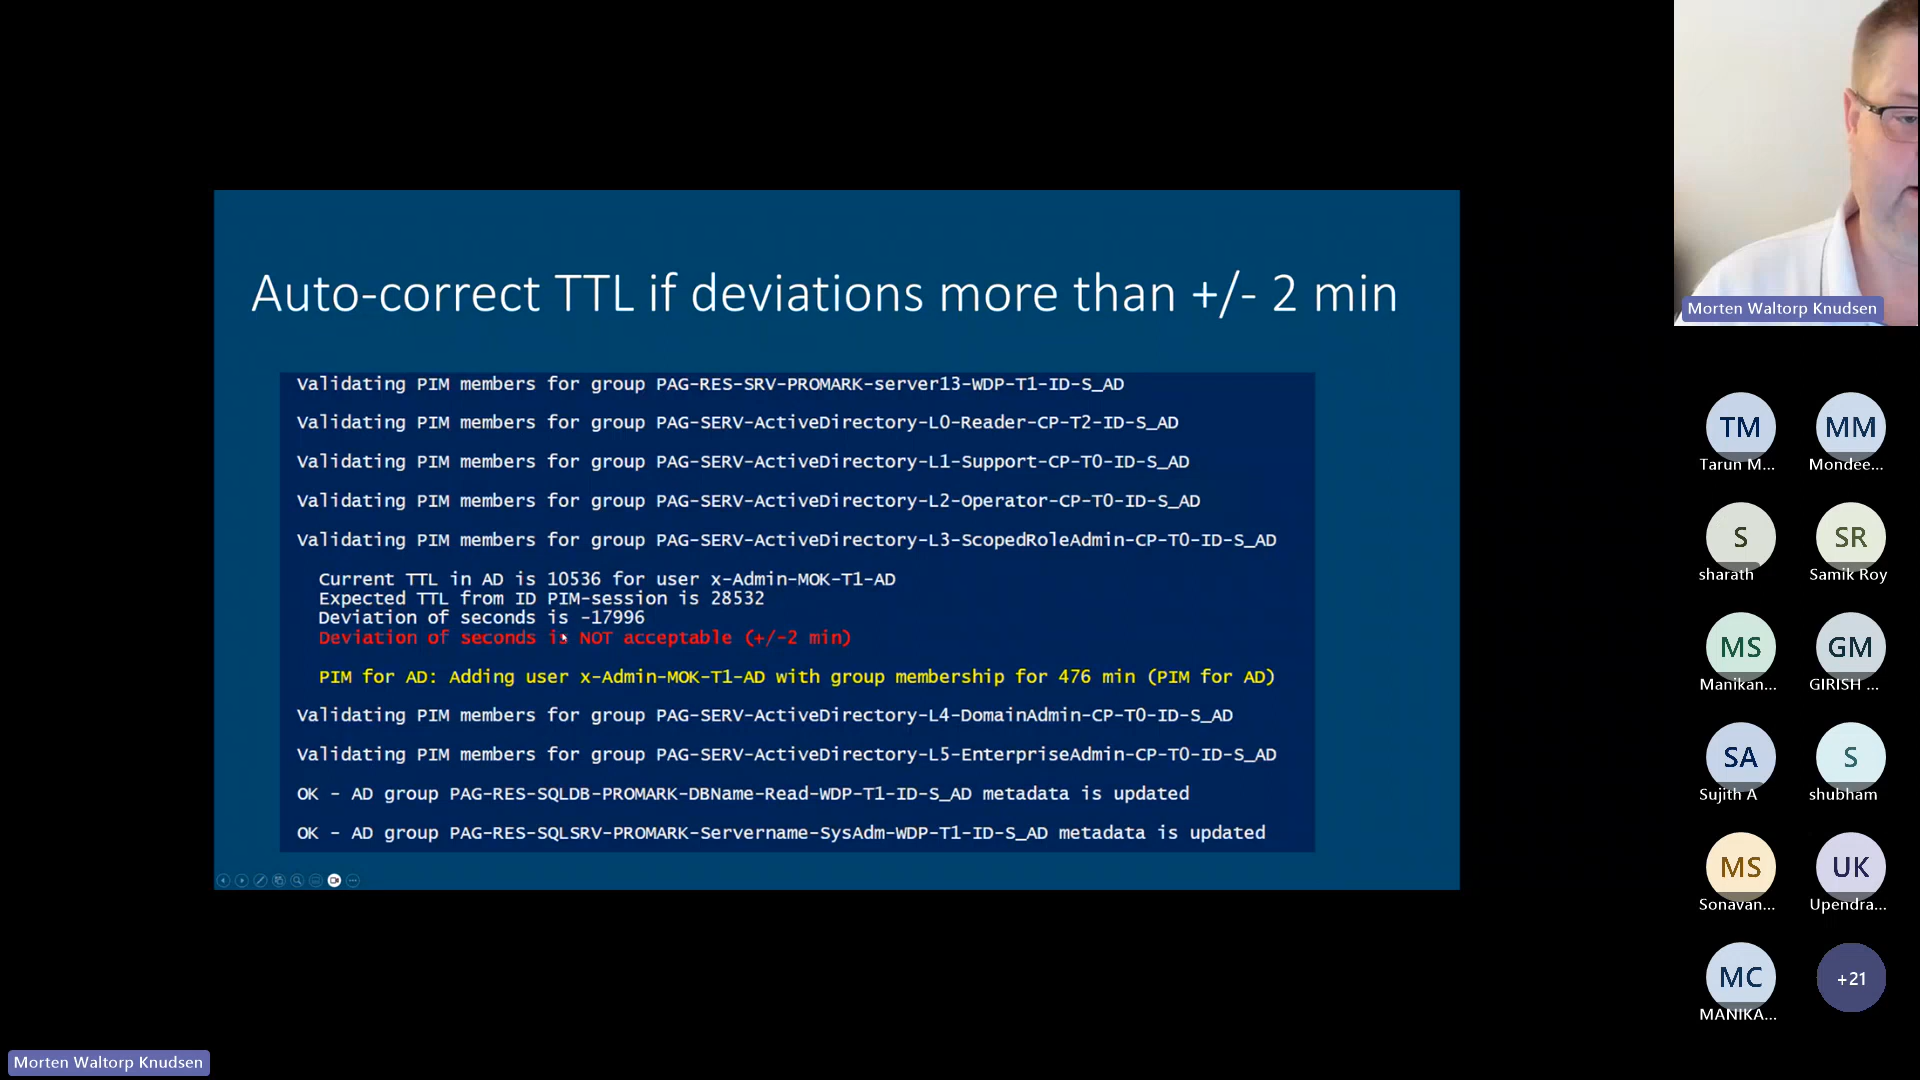 Auto-correct TTL if deviations more than +/- 2 min
Validating PIM members for group PAG-RES-SRV-PROMARK-server13-WDP-T1-ID-S_AD
Validating PIM members for group PAG-SERV-ActiveDirectory-L0-Reader-CP-T2-ID-S_AD
Validating PIM members for group PAG-SERV-ActiveDirectory-L1-Support-CP-T0-ID-S_AD
Validating PIM members for group PAG-SERV-ActiveDirectory-L2-Operator-CP-T0-ID-S_AD
Validating PIM members for group PAG-SERV-ActiveDirectory-L3-ScopedRoleAdmin-CP-T0-ID-S_AD
Current TTL in AD is 10536 for user x-Admin-MOK-T1-AD
Expected TTL from ID PIM-session is 28532
Deviation of seconds is -17996
Deviation of seconds is NOT acceptable (+/-2 min)
PIM for AD: Adding user x-Admin-MOK-T1-AD with group membership for 476 min (PIM for AD)
Validating PIM members for group PAG-SERV-ActiveDirectory-L4-DomainAdmin-CP-T0-ID-S_AD
Validating PIM members for group PAG-SERV-ActiveDirectory-L5-EnterpriseAdmin-CP-T0-ID-S_AD
OK - AD group PAG-RES-SQLDB-PROMARK-DBName-Read-WDP-T1-ID-S_AD metadata is updated
OK - AD group PAG-RES-SQLSRV-PROMARK-Servername-SysAdm-WDP-T1-ID-S_AD metadata is updated
Morten Waltorp Knudsen
TM MM
Tarun M... Mondee...
S SR
sharath Samik Roy
MS GM
Manikan... GIRISH ...
SA S
Sujith A shubham
MS UK
Sonavan... Upendra...
MC +21
MANIKA...
Morten Waltorp Knudsen